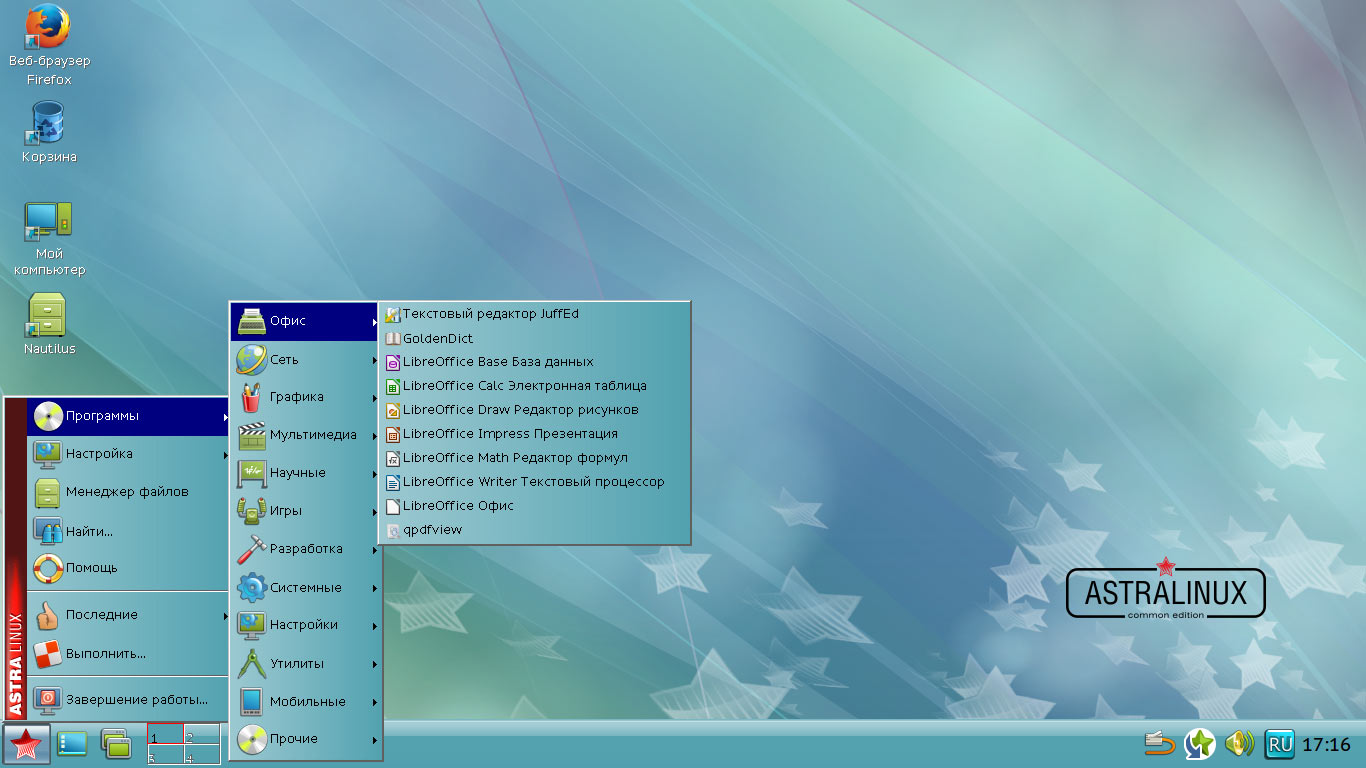 Веб-браузер
Firefox
Корзина
Мой
компьютер
Nautilus
Программы
Настройка
Менеджер файлов
Найти...
Помощь
Последние
Выполнить...
Завершение работы...
ASTRALINUX
Офис
Сеть
Графика
Мультимедиа
Научные
Игры
Разработка
Системные
Настройки
Утилиты
Мобильные
Прочие
Текстовый редактор JuffEd
GoldenDict
LibreOffice Base База данных
LibreOffice Calc Электронная таблица
LibreOffice Draw Редактор рисунков
LibreOffice Impress Презентация
LibreOffice Math Редактор формул
LibreOffice Writer Текстовый процессор
LibreOffice Офис
qpdfview
ASTRALINUX
common edition
1 2
3 4
RU 17:16